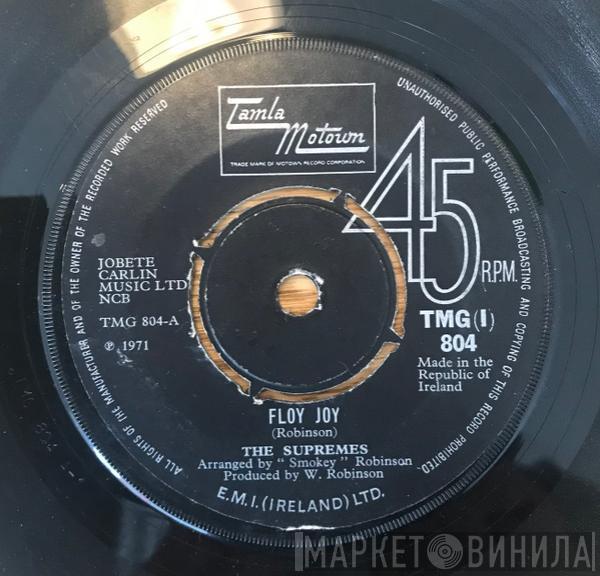 Tamla
Motown
TRADE MARK OF MOTOWN RECORD CORPORATION
45
R.P.M.
JOBETE
CARLIN
MUSIC LTD
NCB
TMG 804-A
℗ 1971
TMG(I)
804
Made in the
Republic of
Ireland
FLOY JOY
(Robinson)
THE SUPREMES
Arranged by "Smokey" Robinson
Produced by W. Robinson
E.M.I.(IRELAND) LTD.
ALL RIGHTS OF THE MANUFACTURER AND OF THE OWNER OF THE RECORDED WORK RESERVED
UNAUTHORISED PUBLIC PERFORMANCE BROADCASTING AND COPYING OF THIS RECORD PROHIBITED.
МАРКЕТ ВИНИЛА